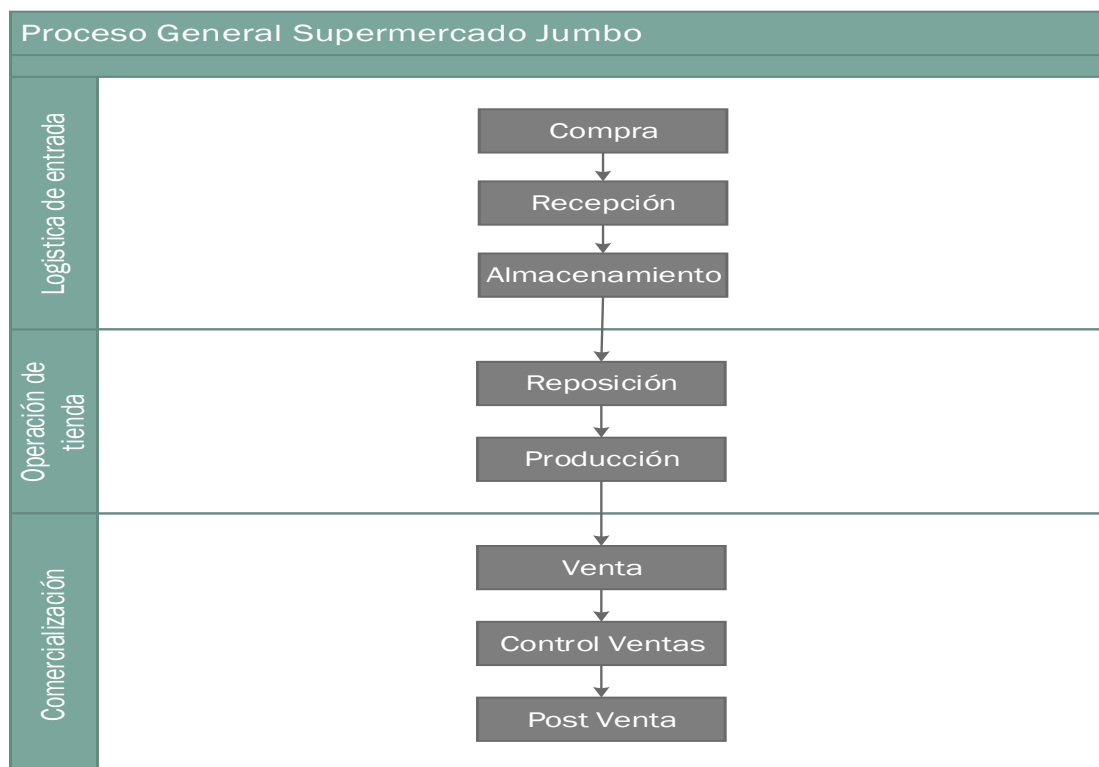 Proceso General Supermercado Jumbo
Logistica de entrada
Compra
Recepción
Almacenamiento
Operación de
tienda
Reposición
Producción
Comercialización
Venta
Control Ventas
Post Venta